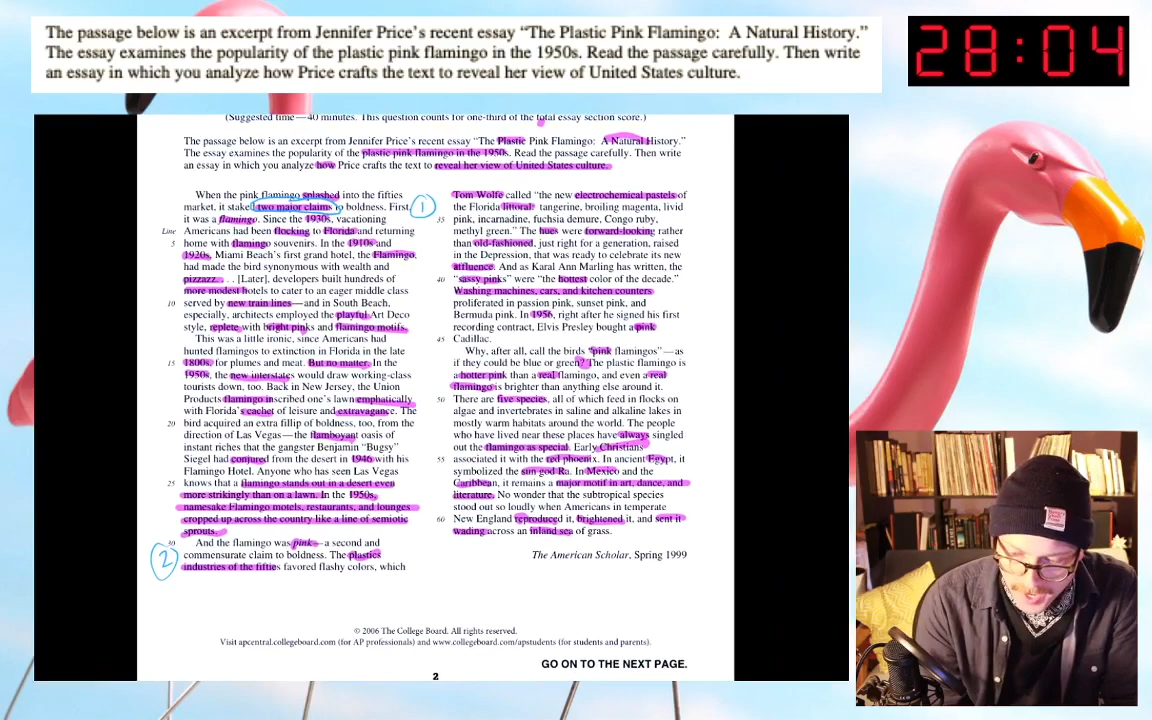 The passage below is an excerpt from Jennifer Price's recent essay “The Plastic Pink Flamingo: A Natural History.”
The essay examines the popularity of the plastic pink flamingo in the 1950s. Read the passage carefully. Then write
an essay in which you analyze how Price crafts the text to reveal her view of United States culture.
28:04
(Suggested time—40 minutes. This question counts for one-third of the total essay section score.)
The passage below is an excerpt from Jennifer Price's recent essay “The Plastic Pink Flamingo: A Natural History.”
The essay examines the popularity of the plastic pink flamingo in the 1950s. Read the passage carefully. Then write
an essay in which you analyze how Price crafts the text to reveal her view of United States culture.
When the pink flamingo splashed into the fifties
market, it staked two major claims to boldness. First,
1
it was a flamingo. Since the 1930s, vacationing
Line Americans had been flocking to Florida and returning
5 home with flamingo souvenirs. In the 1910s and
1920s, Miami Beach's first grand hotel, the Flamingo,
had made the bird synonymous with wealth and
pizzazz. . . . [Later], developers built hundreds of
more modest hotels to cater to an eager middle class
10 served by new train lines—and in South Beach,
especially, architects employed the playful Art Deco
style, replete with bright pinks and flamingo motifs.
This was a little ironic, since Americans had
hunted flamingos to extinction in Florida in the late
15 1800s, for plumes and meat. But no matter. In the
1950s, the new interstates would draw working-class
tourists down, too. Back in New Jersey, the Union
Products flamingo inscribed one's lawn emphatically
with Florida's cachet of leisure and extravagance. The
20 bird acquired an extra fillip of boldness, too, from the
direction of Las Vegas—the flamboyant oasis of
instant riches that the gangster Benjamin “Bugsy”
Siegel had conjured from the desert in 1946 with his
Flamingo Hotel. Anyone who has seen Las Vegas
25 knows that a flamingo stands out in a desert even
more strikingly than on a lawn. In the 1950s,
namesake Flamingo motels, restaurants, and lounges
cropped up across the country like a line of semiotic
sprouts.
30 And the flamingo was pink—a second and
2
commensurate claim to boldness. The plastics
industries of the fifties favored flashy colors, which
Tom Wolfe called “the new electrochemical pastels of
the Florida littoral: tangerine, broiling magenta, livid
35 pink, incarnadine, fuchsia demure, Congo ruby,
methyl green.” The hues were forward-looking rather
than old-fashioned, just right for a generation, raised
in the Depression, that was ready to celebrate its new
affluence. And as Karal Ann Marling has written, the
40 “sassy pinks” were “the hottest color of the decade.”
Washing machines, cars, and kitchen counters
proliferated in passion pink, sunset pink, and
Bermuda pink. In 1956, right after he signed his first
recording contract, Elvis Presley bought a pink
45 Cadillac.
Why, after all, call the birds “pink flamingos”—as
if they could be blue or green? The plastic flamingo is
a hotter pink than a real flamingo, and even a real
flamingo is brighter than anything else around it.
50 There are five species, all of which feed in flocks on
algae and invertebrates in saline and alkaline lakes in
mostly warm habitats around the world. The people
who have lived near these places have always singled
out the flamingo as special. Early Christians
55 associated it with the red phoenix. In ancient Egypt, it
symbolized the sun god Ra. In Mexico and the
Caribbean, it remains a major motif in art, dance, and
literature. No wonder that the subtropical species
stood out so loudly when Americans in temperate
60 New England reproduced it, brightened it, and sent it
wading across an inland sea of grass.
The American Scholar, Spring 1999
© 2006 The College Board. All rights reserved.
Visit apcentral.collegeboard.com (for AP professionals) and www.collegeboard.com/apstudents (for students and parents).
GO ON TO THE NEXT PAGE.
2